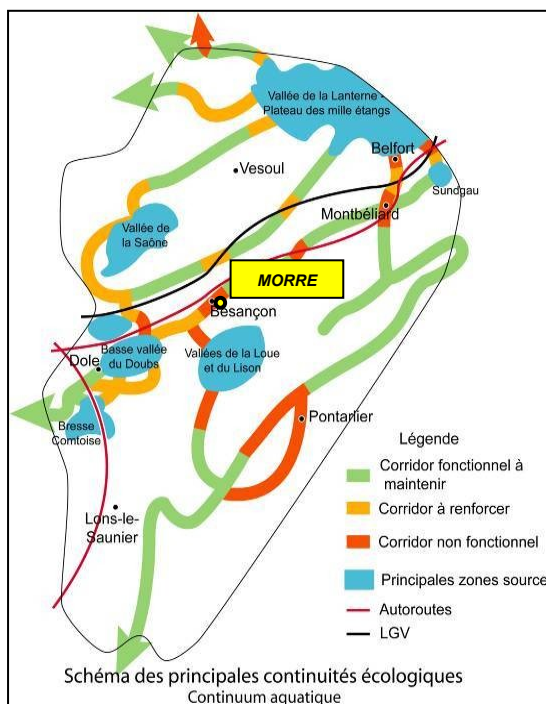 Vallée de la Lanterne -
Plateau des mille étangs
Belfort
Vesoul
Sundgau
Montbéliard
Vallée de
la Saône
MORRE
Besançon
Basse vallée
du Doubs
Dole
Vallées de la Loue
et du Lison
Bresse
Comtoise
Pontarlier
Lons-le-
Saunier
Légende
Corridor fonctionnel à
maintenir
Corridor à renforcer
Corridor non fonctionnel
Principales zones source
Autoroutes
LGV
Schéma des principales continuités écologiques
Continuum aquatique